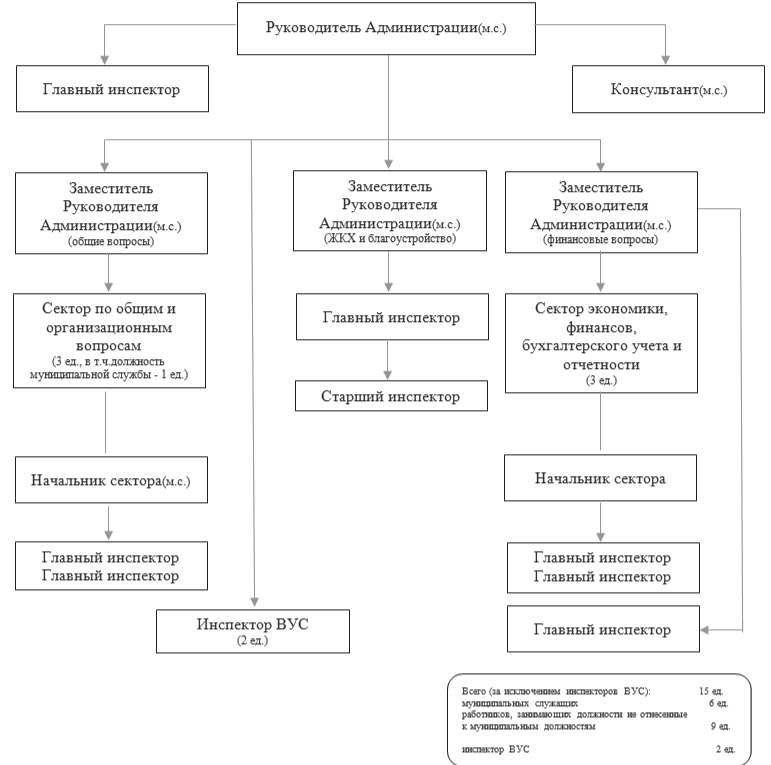 Руководитель Администрации(м.с.)
Главный инспектор
Консультант(м.с.)
Заместитель
Руководителя
Администрации(м.с.)
(общие вопросы)
Заместитель
Руководителя
Администрации(м.с.)
(ЖКХ и благоустройство)
Заместитель
Руководителя
Администрации(м.с.)
(финансовые вопросы)
Сектор по общим и
организационным
вопросам
(3 ед., в т.ч.должность
муниципальной службы - 1 ед.)
Главный инспектор
Сектор экономики,
финансов,
бухгалтерского учета и
отчетности
(3 ед.)
Старший инспектор
Начальник сектора(м.с.)
Начальник сектора
Главный инспектор
Главный инспектор
Главный инспектор
Главный инспектор
Инспектор ВУС
(2 ед.)
Главный инспектор
Всего (за исключением инспекторов ВУС): 15 ед.
муниципальных служащих 6 ед.
работников, занимающих должности не отнесенные
к муниципальным должностям 9 ед.
инспектор ВУС 2 ед.